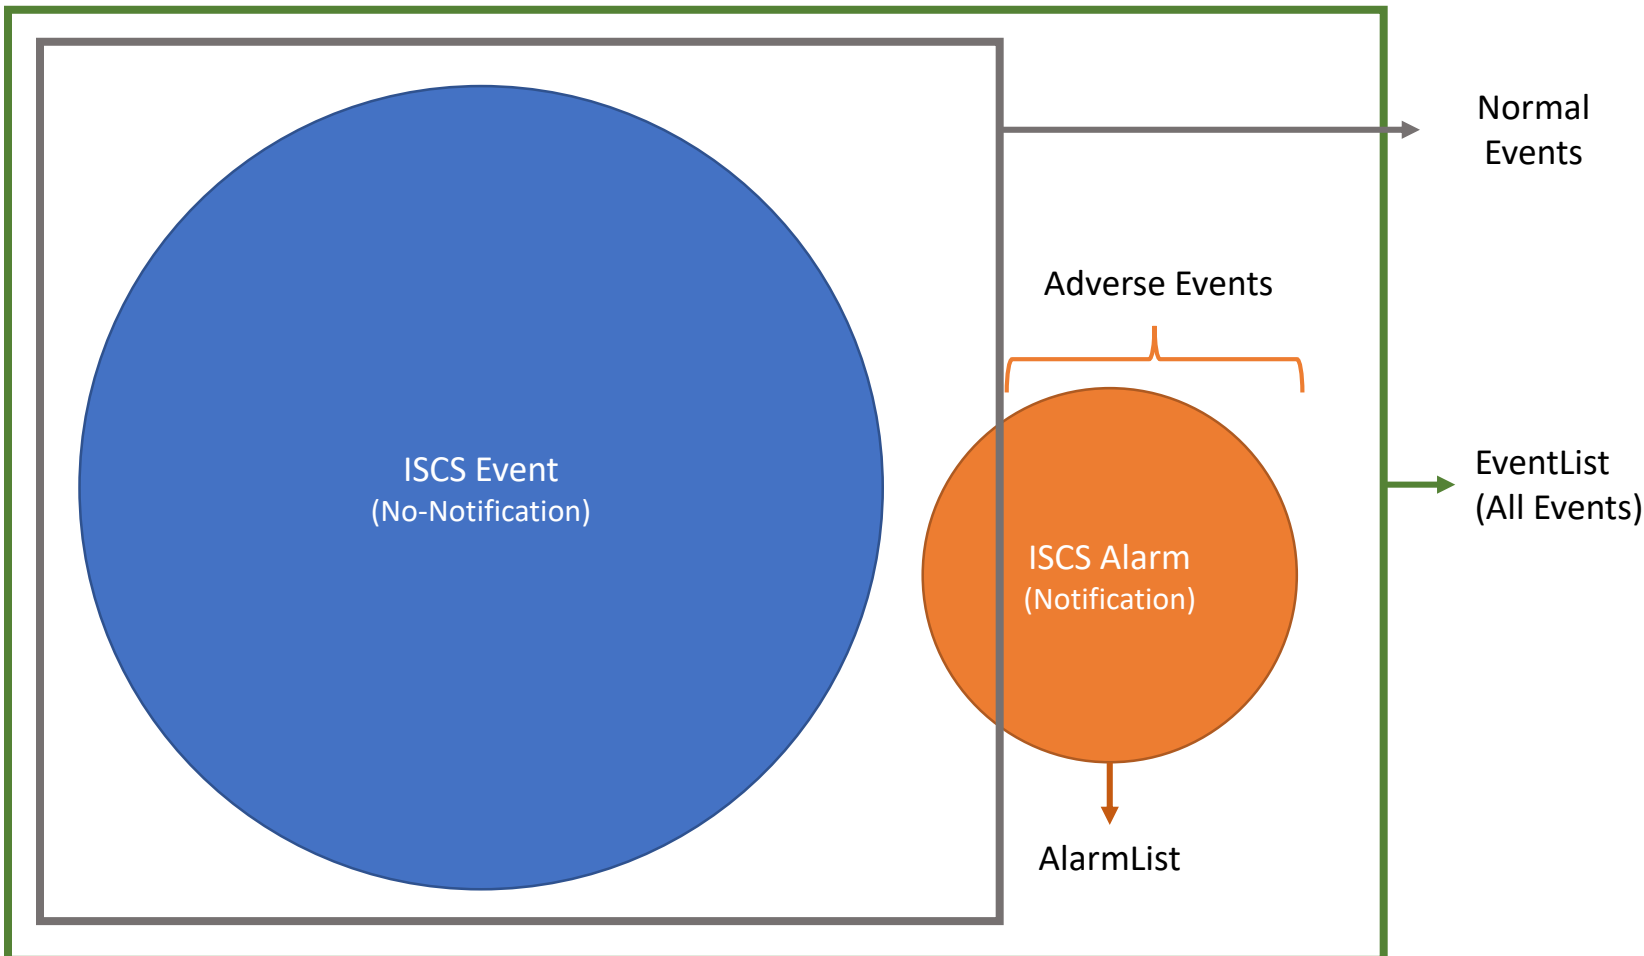 Normal
Events
Adverse Events
ISCS Event
(No-Notification)
EventList
(All Events)
ISCS Alarm
(Notification)
AlarmList